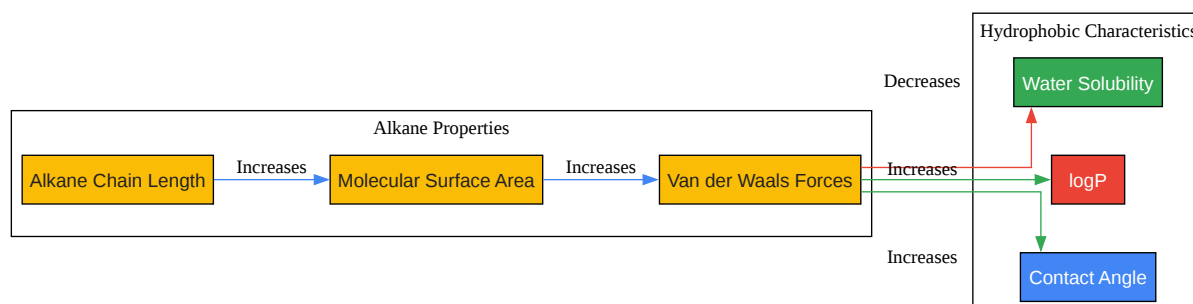 Hydrophobic Characteristics
Decreases
Water Solubility
Alkane Properties
Alkane Chain Length
Increases
Molecular Surface Area
Increases
Van der Waals Forces
Increases
logP
Increases
Contact Angle